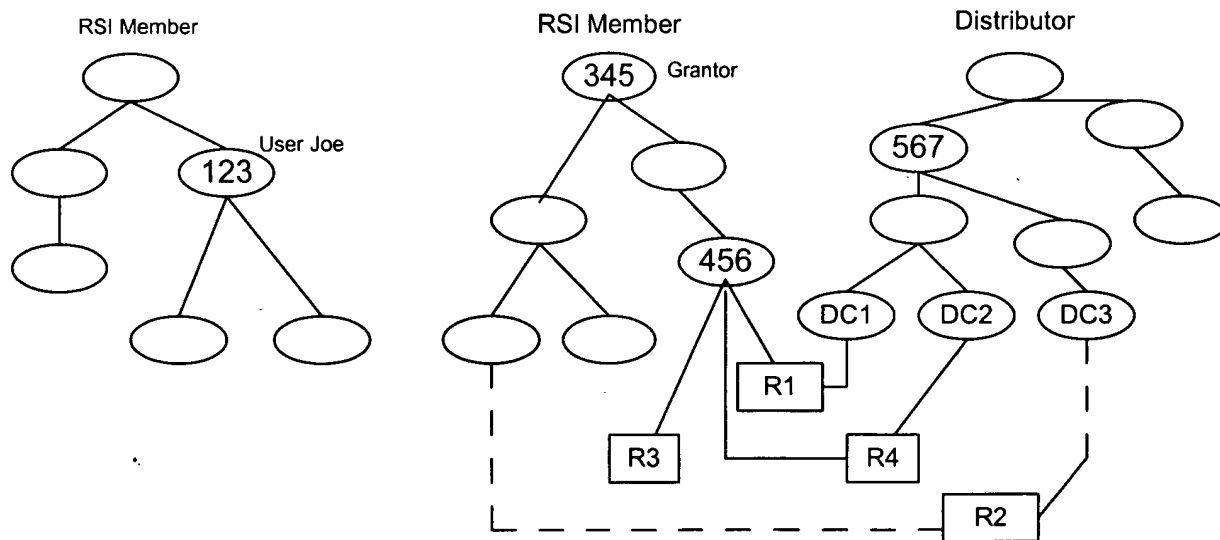 RSI Member
RSI Member
Distributor
345
Grantor
User Joe
123
567
456
DC1
DC2
DC3
R1
R3
R4
R2